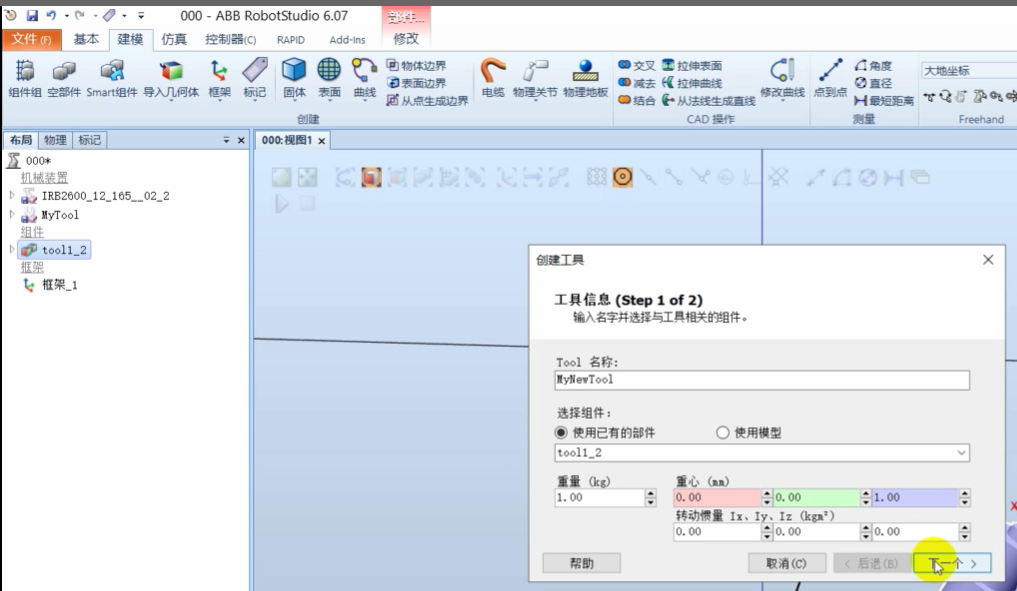 000 - ABB RobotStudio 6.07
部件...
文件(F) 基本 建模 仿真 控制器(C) RAPID Add-Ins 修改
组件组 空部件 Smart组件 导入几何体 框架 标记 固体 表面 曲线
物体边界
表面边界
从点生成边界
电缆 物理关节 物理地板
交叉 拉伸表面
减去 拉伸曲线
结合 从法线生成直线
修改曲线 点到点
角度
直径
最短距离
大地坐标
创建 CAD 操作 测量 Freehand
布局 物理 标记
000:视图1
000*
机械装置
IRB2600_12_165__02_2
MyTool
组件
tool1_2
框架
框架_1
创建工具
工具信息 (Step 1 of 2)
输入名字并选择与工具相关的组件。
Tool 名称:
MyNewTool
选择组件:
使用已有的部件 使用模型
tool1_2
重量 (kg) 重心 (mm)
1.00 0.00 0.00 1.00
转动惯量 Ix、Iy、Iz (kgm²)
0.00 0.00 0.00
帮助 取消(C) < 后退(B) 下一个 >
X